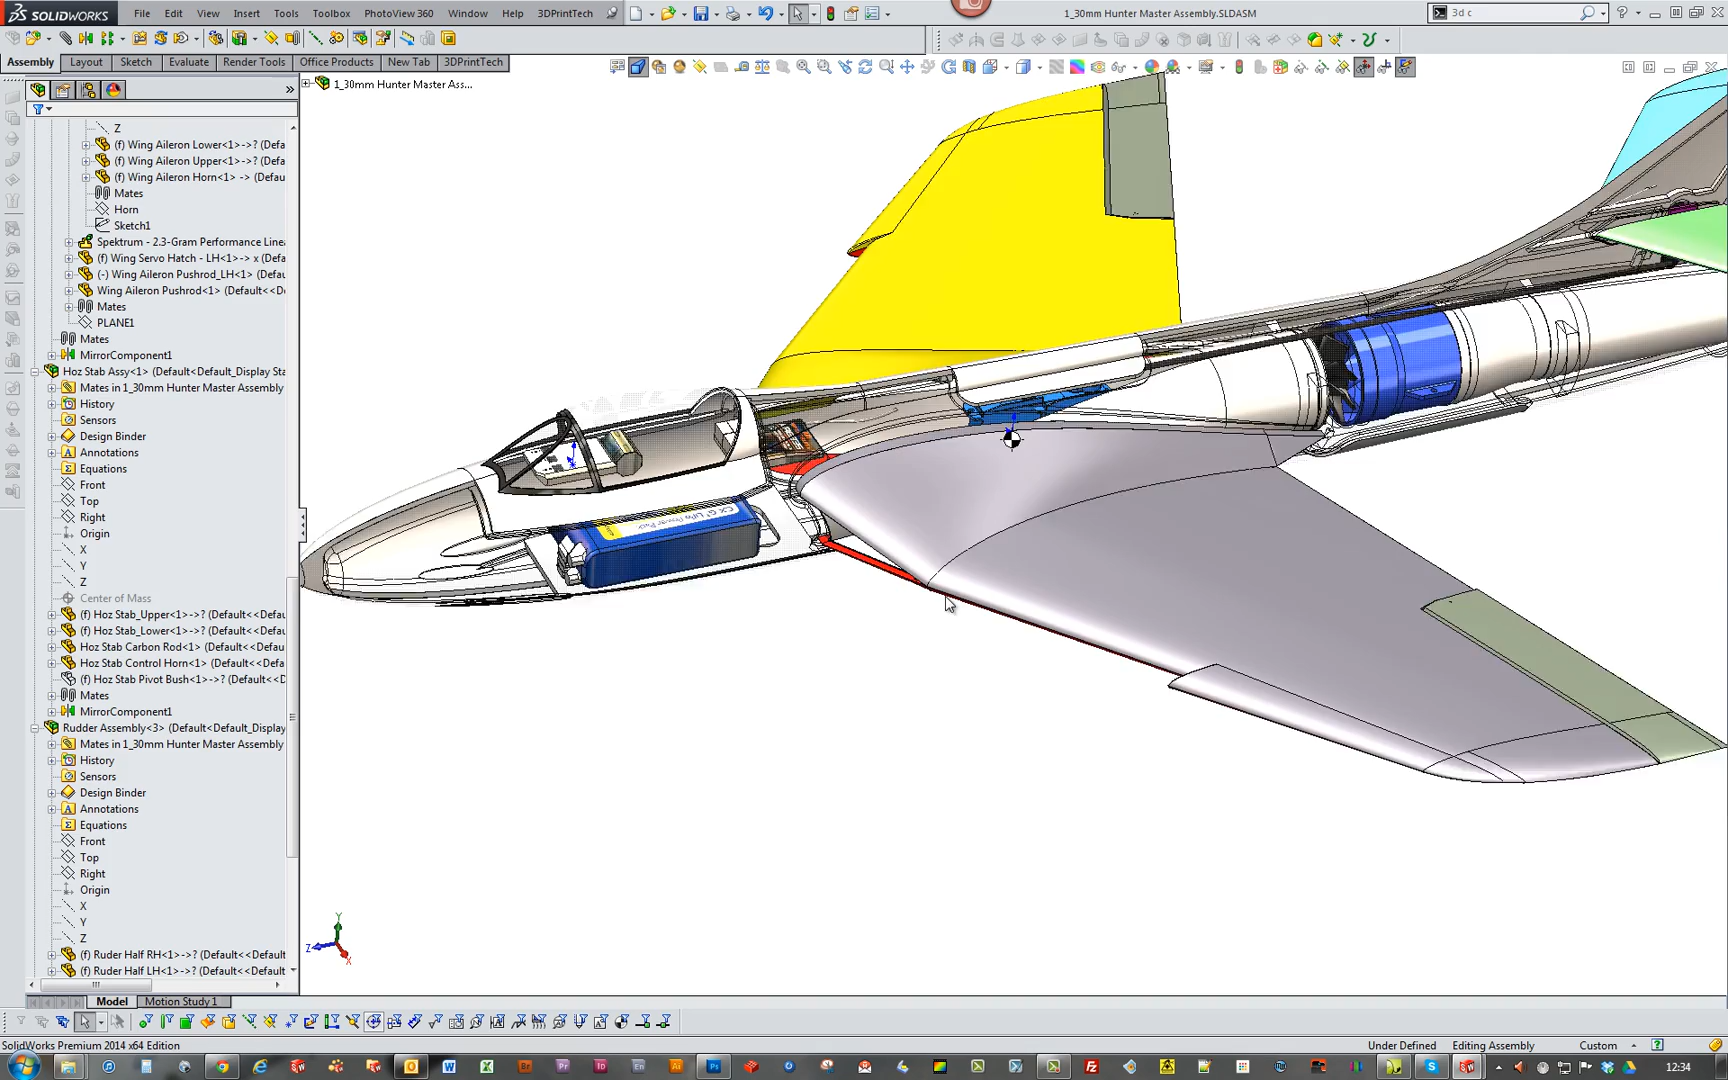 SOLIDWORKS File Edit View Insert Tools Toolbox PhotoView 360 Window Help 3DPrintTech
1_30mm Hunter Master Assembly.SLDASM
3d c
Assembly Layout Sketch Evaluate Render Tools Office Products New Tab 3DPrintTech
1_30mm Hunter Master Ass...
Z
(f) Wing Aileron Lower<1>->? (Defa
(f) Wing Aileron Upper<1>->? (Defa
(f) Wing Aileron Horn<1> -> (Defau
Mates
Horn
Sketch1
Spektrum - 2.3-Gram Performance Linea
(f) Wing Servo Hatch - LH<1>-> x (Defau
(-) Wing Aileron Pushrod_LH<1> (Defau
Wing Aileron Pushrod<1> (Default<<D
Mates
PLANE1
Mates
MirrorComponent1
Hoz Stab Assy<1> (Default<Default_Display Sta
Mates in 1_30mm Hunter Master Assembly
History
Sensors
Design Binder
Annotations
Equations
Front
Top
Right
Origin
X
Y
Z
Center of Mass
(f) Hoz Stab_Upper<1>->? (Default<<Def
(f) Hoz Stab_Lower<1>->? (Default<<Def
Hoz Stab Carbon Rod<1> (Default<<Defa
Hoz Stab Control Horn<1> (Default<<Defa
(f) Hoz Stab Pivot Bush<1>->? (Default<
Mates
MirrorComponent1
Rudder Assembly<3> (Default<Default_Display
Mates in 1_30mm Hunter Master Assembly
History
Sensors
Design Binder
Annotations
Equations
Front
Top
Right
Origin
X
Y
Z
(f) Ruder Half RH<1>->? (Default<<Default
(f) Ruder Half LH<1>->? (Default<<Default
Y
Z
X
Model Motion Study 1
SolidWorks Premium 2014 x64 Edition
Under Defined Editing Assembly Custom
12:34